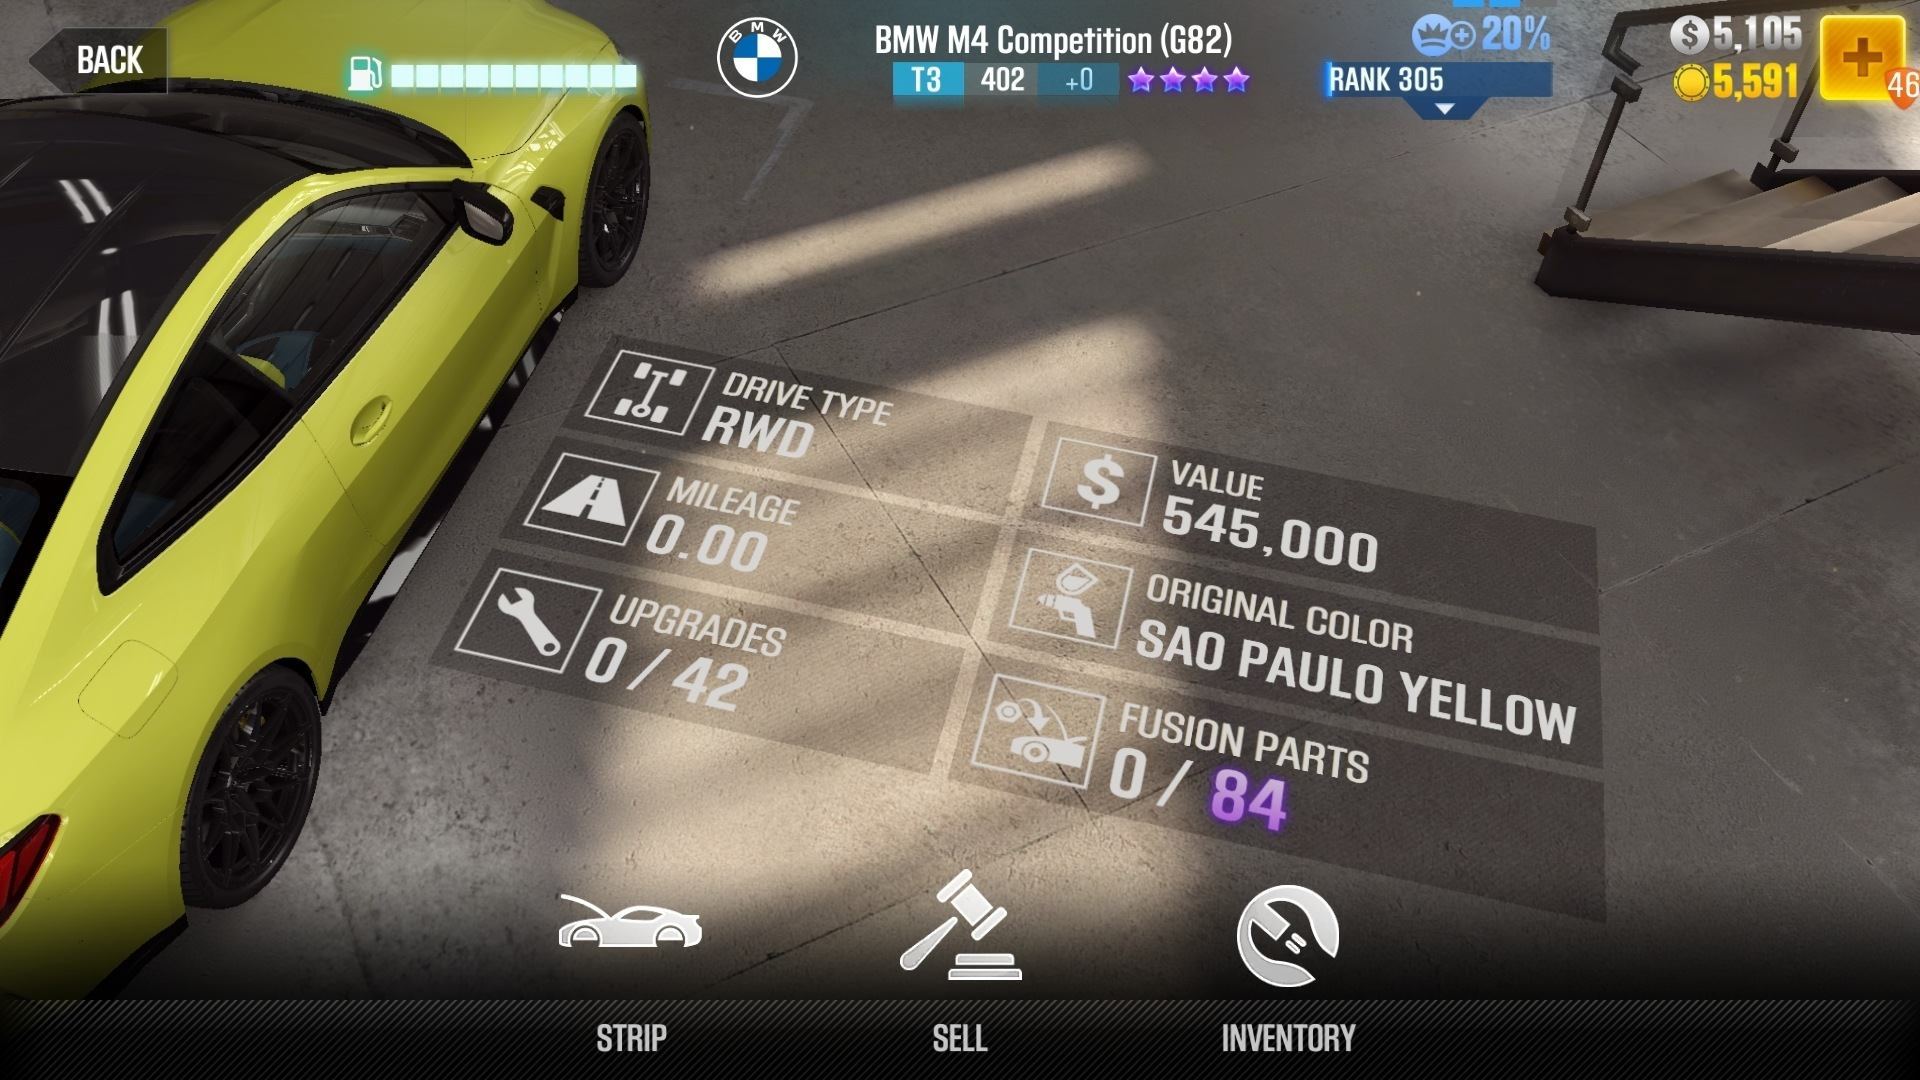 BACK
BMW
BMW M4 Competition (G82)
T3 402 +0
20%
RANK 305
5,105
5,591
46
DRIVE TYPE
RWD
MILEAGE
0.00
UPGRADES
0 / 42
VALUE
545,000
ORIGINAL COLOR
SAO PAULO YELLOW
FUSION PARTS
0 / 84
STRIP
SELL
INVENTORY